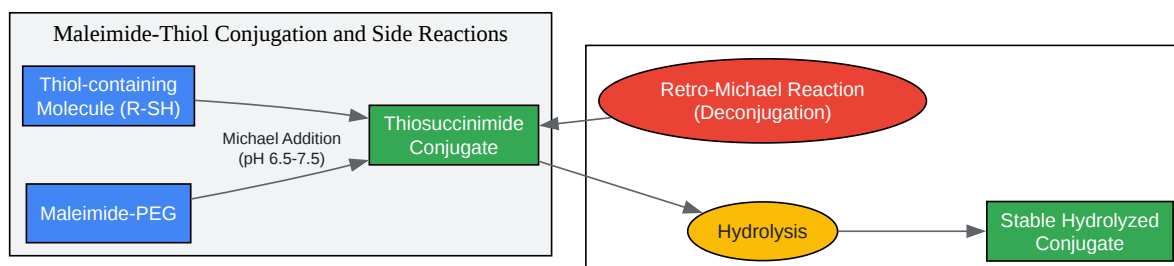 Maleimide-Thiol Conjugation and Side Reactions
Thiol-containing
Molecule (R-SH)
Michael Addition
(pH 6.5-7.5)
Maleimide-PEG
Thiosuccinimide
Conjugate
Retro-Michael Reaction
(Deconjugation)
Hydrolysis
Stable Hydrolyzed
Conjugate